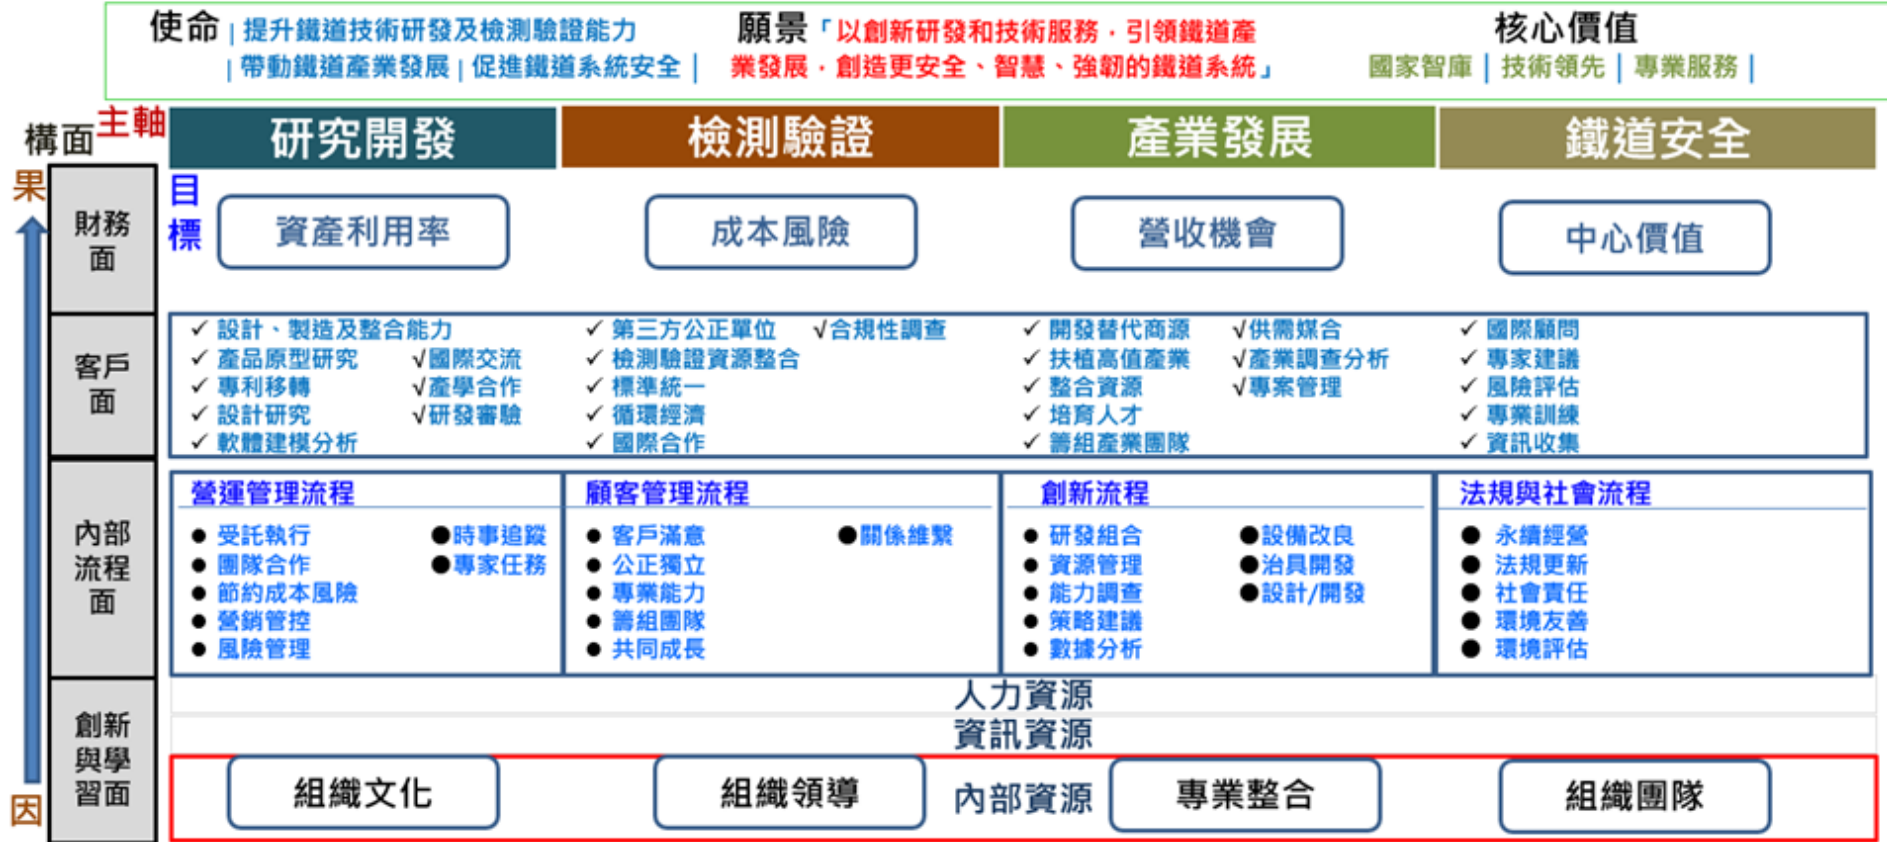 使命 | 提升鐵道技術研發及檢測驗證能力
| 帶動鐵道產業發展 | 促進鐵道系統安全 |
願景「以創新研發和技術服務，引領鐵道產
業發展，創造更安全、智慧、強韌的鐵道系統」
核心價值
國家智庫 | 技術領先 | 專業服務 |
構面 主軸
研究開發
檢測驗證
產業發展
鐵道安全
果
因
財務
面
目
標
資產利用率
成本風險
營收機會
中心價值
客戶
面
✓ 設計、製造及整合能力
✓ 產品原型研究 √國際交流
✓ 專利移轉 √產學合作
✓ 設計研究 √研發審驗
✓ 軟體建模分析
✓ 第三方公正單位 √合規性調查
✓ 檢測驗證資源整合
✓ 標準統一
✓ 循環經濟
✓ 國際合作
✓ 開發替代商源 √供需媒合
✓ 扶植高值產業 √產業調查分析
✓ 整合資源 √專案管理
✓ 培育人才
✓ 籌組產業團隊
✓ 國際顧問
✓ 專家建議
✓ 風險評估
✓ 專業訓練
✓ 資訊收集
內部
流程
面
營運管理流程
● 受託執行 ●時事追蹤
● 團隊合作 ●專家任務
● 節約成本風險
● 營銷管控
● 風險管理
顧客管理流程
● 客戶滿意 ●關係維繫
● 公正獨立
● 專業能力
● 籌組團隊
● 共同成長
創新流程
● 研發組合 ●設備改良
● 資源管理 ●治具開發
● 能力調查 ●設計/開發
● 策略建議
● 數據分析
法規與社會流程
● 永續經營
● 法規更新
● 社會責任
● 環境友善
● 環境評估
創新
與學
習面
人力資源
資訊資源
組織文化
組織領導
內部資源
專業整合
組織團隊